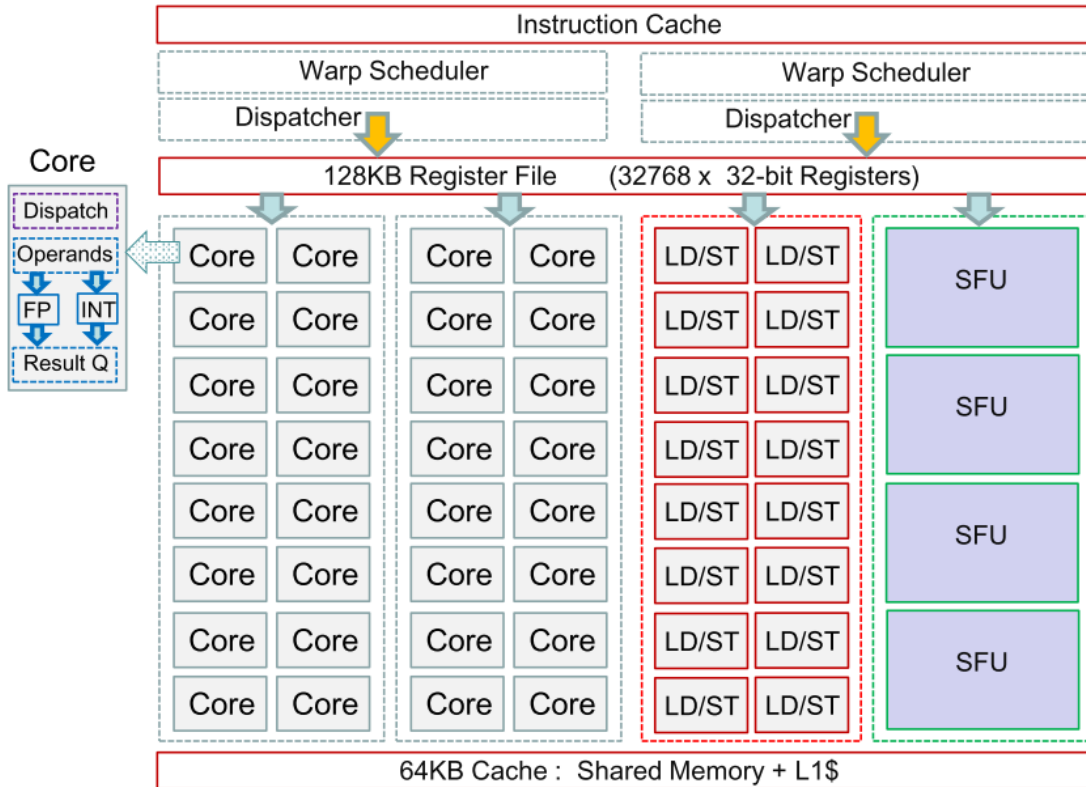 Instruction Cache
Warp Scheduler Warp Scheduler
Dispatcher Dispatcher
128KB Register File (32768 x 32-bit Registers)
Core
Dispatch
Operands
FP INT
Result Q
Core Core Core Core LD/ST LD/ST SFU
Core Core Core Core LD/ST LD/ST
Core Core Core Core LD/ST LD/ST SFU
Core Core Core Core LD/ST LD/ST
Core Core Core Core LD/ST LD/ST SFU
Core Core Core Core LD/ST LD/ST
Core Core Core Core LD/ST LD/ST SFU
Core Core Core Core LD/ST LD/ST
64KB Cache : Shared Memory + L1$